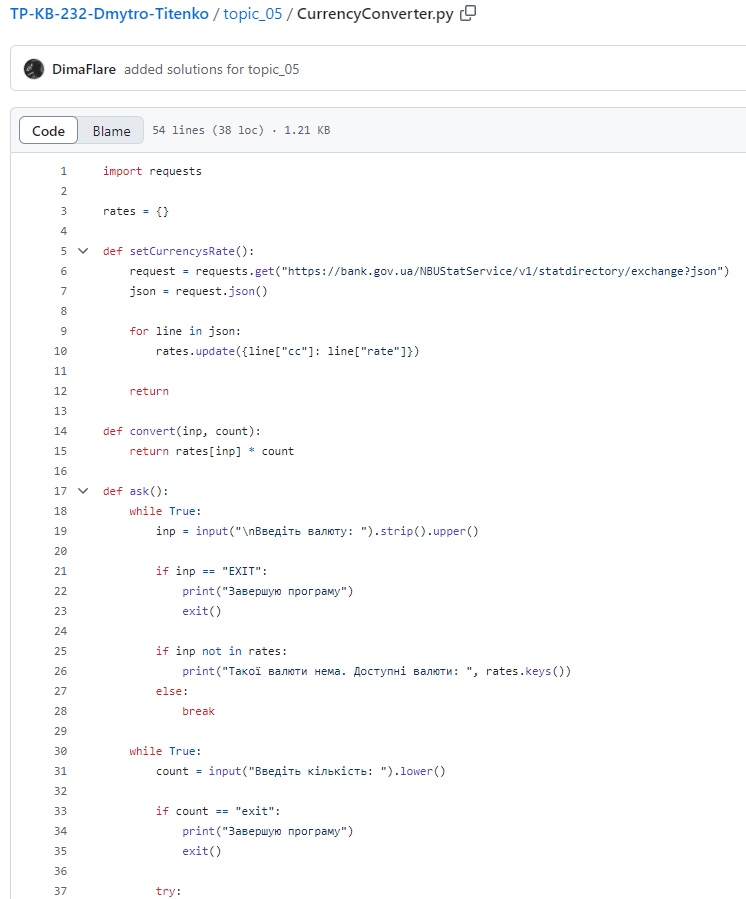 TP-KB-232-Dmytro-Titenko / topic_05 / CurrencyConverter.py
DimaFlare added solutions for topic_05
Code Blame 54 lines (38 loc) · 1.21 KB
1 import requests
2
3 rates = {}
4
5 def setCurrencysRate():
6 request = requests.get("https://bank.gov.ua/NBUStatService/v1/statdirectory/exchange?json")
7 json = request.json()
8
9 for line in json:
10 rates.update({line["cc"]: line["rate"]})
11
12 return
13
14 def convert(inp, count):
15 return rates[inp] * count
16
17 def ask():
18 while True:
19 inp = input("\nВведіть валюту: ").strip().upper()
20
21 if inp == "EXIT":
22 print("Завершую програму")
23 exit()
24
25 if inp not in rates:
26 print("Такої валюти нема. Доступні валюти: ", rates.keys())
27 else:
28 break
29
30 while True:
31 count = input("Введіть кількість: ").lower()
32
33 if count == "exit":
34 print("Завершую програму")
35 exit()
36
37 try: